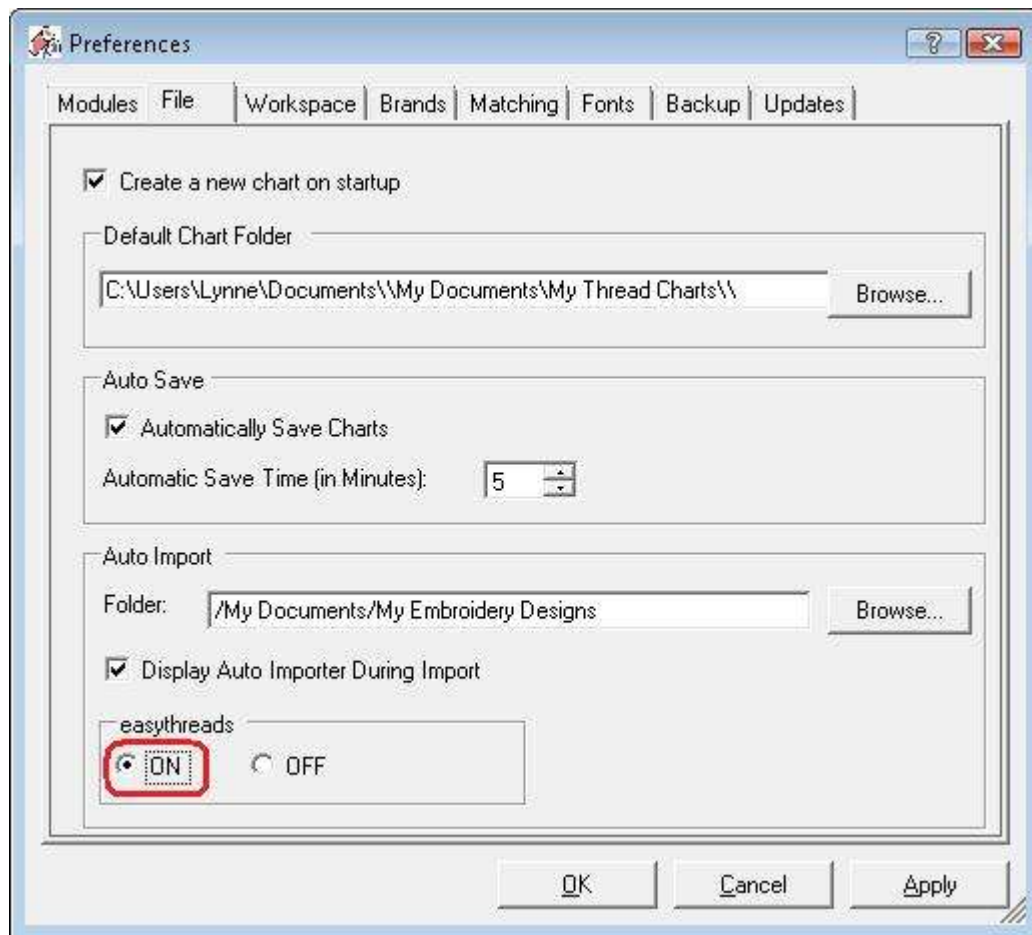 Preferences
Modules File Workspace Brands Matching Fonts Backup Updates
Create a new chart on startup
Default Chart Folder
C:\Users\Lynne\Documents\\My Documents\My Thread Charts\\ Browse...
Auto Save
Automatically Save Charts
Automatic Save Time (in Minutes): 5
Auto Import
Folder: /My Documents/My Embroidery Designs Browse...
Display Auto Importer During Import
easythreads
ON OFF
OK Cancel Apply